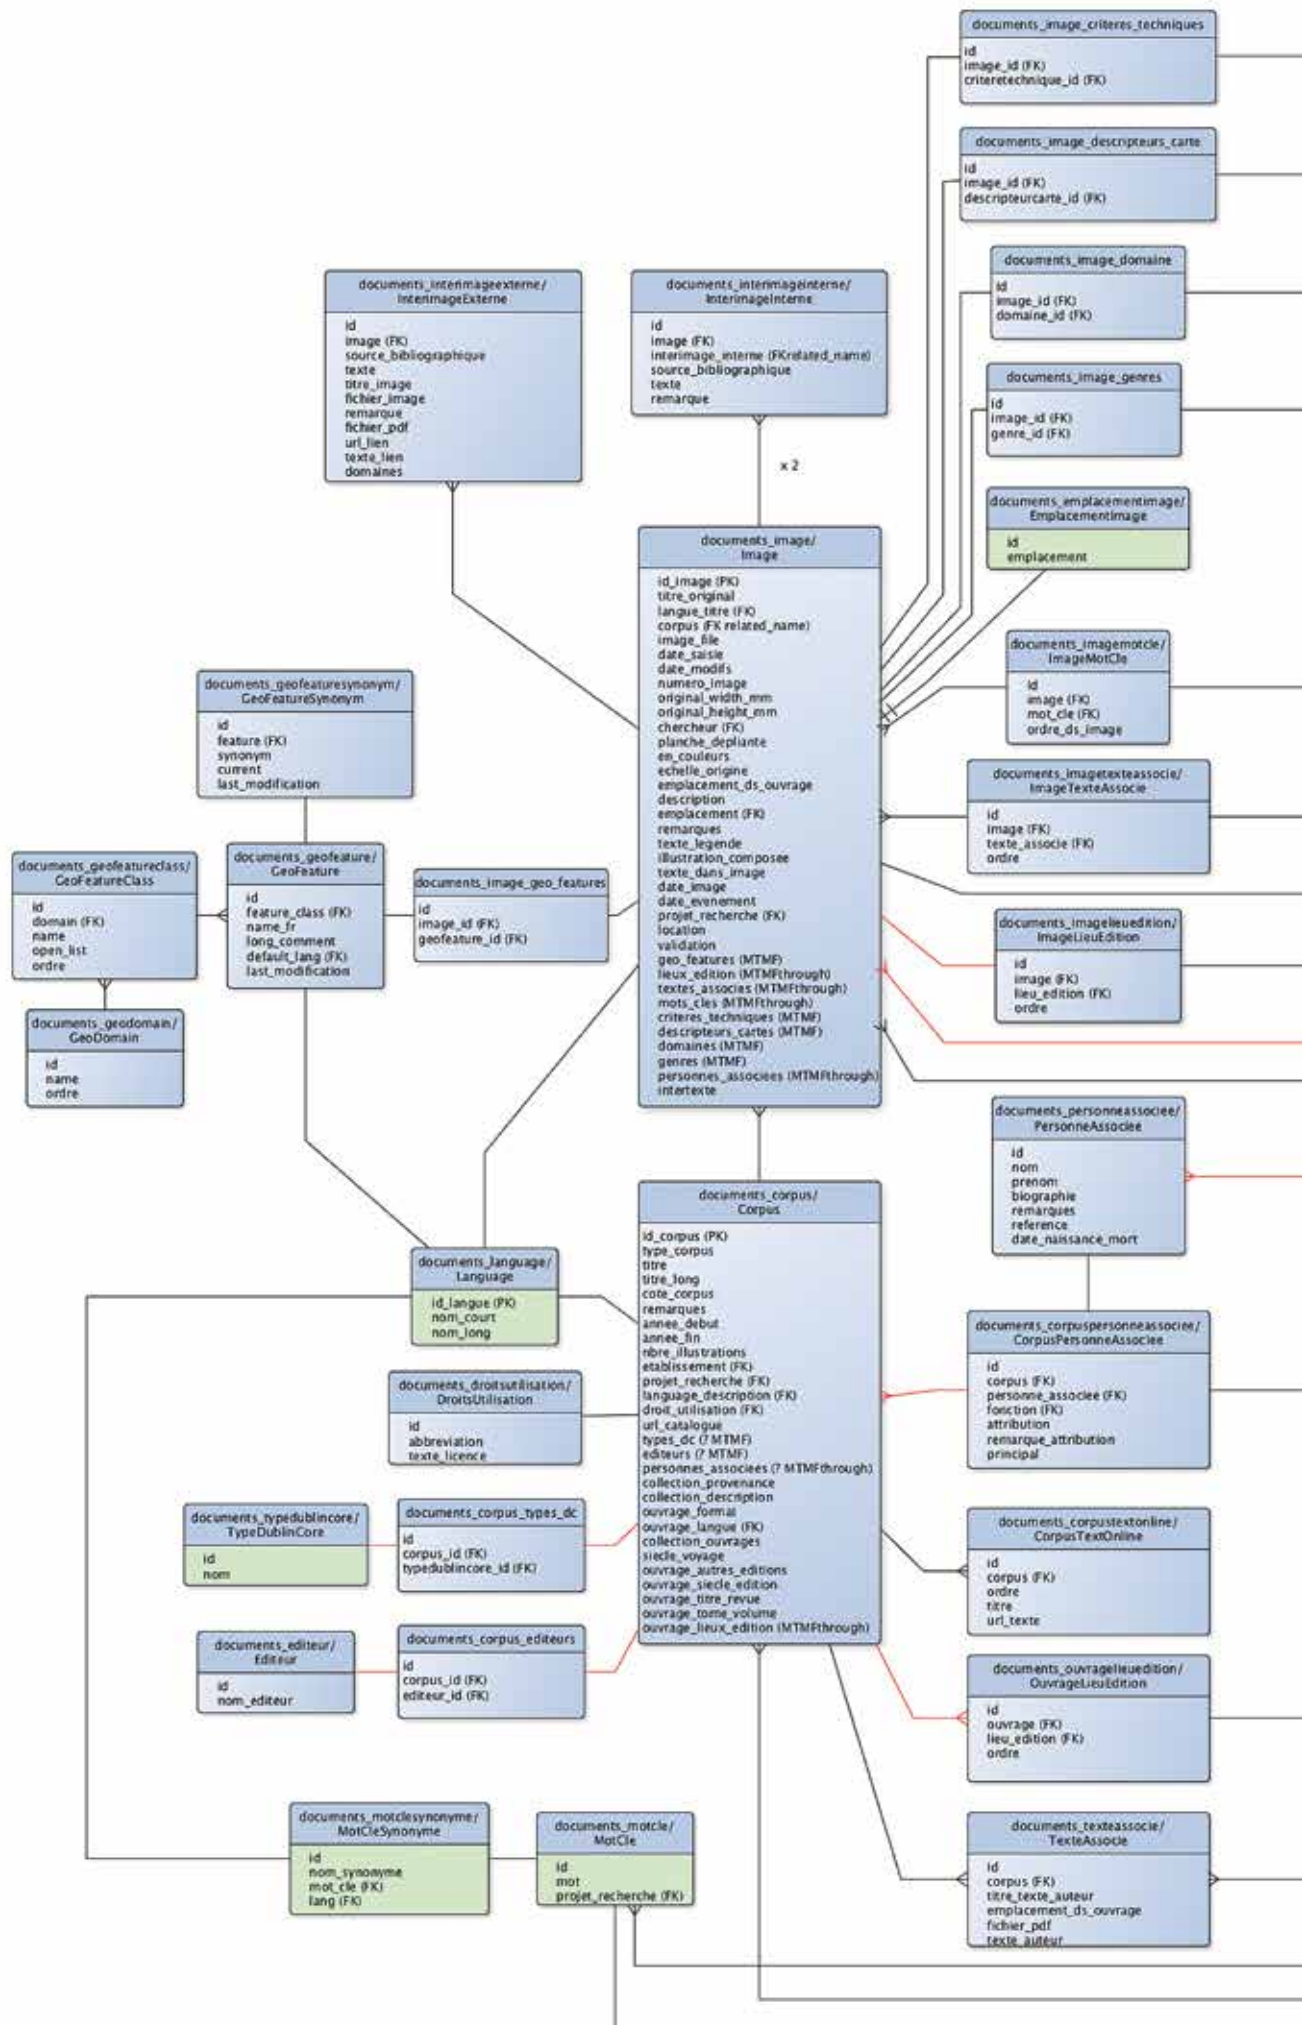 documents_image_criteres_techniques
id
image_id (FK)
criteretechnique_id (FK)
documents_image_descripteurs_carte
id
image_id (FK)
descripteurcarte_id (FK)
documents_image_domaine
id
image_id (FK)
domaine_id (FK)
documents_interimageexterne/
InterimageExterne
id
image (FK)
source_bibliographique
texte
titre_image
fichier_image
remarque
fichier_pdf
url_lien
texte_lien
domaines
documents_interimageinterne/
InterimageInterne
id
image (FK)
interimage_interne (FKrelated_name)
source_bibliographique
texte
remarque
x 2
documents_image_genres
id
image_id (FK)
genre_id (FK)
documents_emplacementimage/
EmplacementImage
id
emplacement
documents_image/
Image
id_image (PK)
titre_original
langue_titre (FK)
corpus (FK related_name)
image_file
date_saisie
date_modifs
numero_image
original_width_mm
original_height_mm
chercheur (FK)
planche_depliante
en_couleurs
echelle_origine
emplacement_ds_ouvrage
description
emplacement (FK)
remarques
texte_legende
illustration_composee
texte_dans_image
date_image
date_evenement
projet_recherche (FK)
location
validation
geo_features (MTMF)
lieux_edition (MTMFthrough)
textes_associes (MTMFthrough)
mots_cles (MTMFthrough)
criteres_techniques (MTMF)
descripteurs_cartes (MTMF)
domaines (MTMF)
genres (MTMF)
personnes_associees (MTMFthrough)
intertexte
documents_imagemotcle/
ImageMotCle
id
image (FK)
mot_cle (FK)
ordre_ds_image
documents_geofeaturesynonym/
GeoFeatureSynonym
id
feature (FK)
synonym
current
last_modification
documents_imagetexteassocie/
ImageTexteAssocie
id
image (FK)
texte_associe (FK)
ordre
documents_geofeatureclass/
GeoFeatureClass
id
domain (FK)
name
open_list
ordre
documents_geofeature/
GeoFeature
id
feature_class (FK)
name_fr
long_comment
default_lang (FK)
last_modification
documents_image_geo_features
id
image_id (FK)
geofeature_id (FK)
documents_imagelieuedition/
ImageLieuEdition
id
image (FK)
lieu_edition (FK)
ordre
documents_geodomain/
GeoDomain
id
name
ordre
documents_personneassociee/
PersonneAssociee
id
nom
prenom
biographie
remarques
reference
date_naissance_mort
documents_corpus/
Corpus
id_corpus (PK)
type_corpus
titre
titre_long
cote_corpus
remarques
annee_debut
annee_fin
nbre_illustrations
etablissement (FK)
projet_recherche (FK)
language_description (FK)
droit_utilisation (FK)
url_catalogue
types_dc (? MTMF)
editeurs (? MTMF)
personnes_associees (? MTMFthrough)
collection_provenance
collection_description
ouvrage_format
ouvrage_langue (FK)
collection_ouvrages
siecle_voyage
ouvrage_autres_editions
ouvrage_siecle_edition
ouvrage_titre_revue
ouvrage_tome_volume
ouvrage_lieux_edition (MTMFthrough)
documents_language/
Language
id_langue (PK)
nom_court
nom_long
documents_corpuspersonneassociee/
CorpusPersonneAssociee
id
corpus (FK)
personne_associee (FK)
fonction (FK)
attribution
remarque_attribution
principal
documents_droitsutilisation/
DroitsUtilisation
id
abbreviation
texte_licence
documents_typedublincore/
TypeDublinCore
id
nom
documents_corpus_types_dc
id
corpus_id (FK)
typedublincore_id (FK)
documents_corpustextonline/
CorpusTextOnline
id
corpus (FK)
ordre
titre
url_texte
documents_editeur/
Editeur
id
nom_editeur
documents_corpus_editeurs
id
corpus_id (FK)
editeur_id (FK)
documents_ouvragelieuedition/
OuvrageLieuEdition
id
ouvrage (FK)
lieu_edition (FK)
ordre
documents_motclesynonyme/
MotCleSynonyme
id
nom_synonyme
mot_cle (FK)
lang (FK)
documents_motcle/
MotCle
id
mot
projet_recherche (FK)
documents_texteassocie/
TexteAssocie
id
corpus (FK)
titre_texte_auteur
emplacement_ds_ouvrage
fichier_pdf
texte_auteur